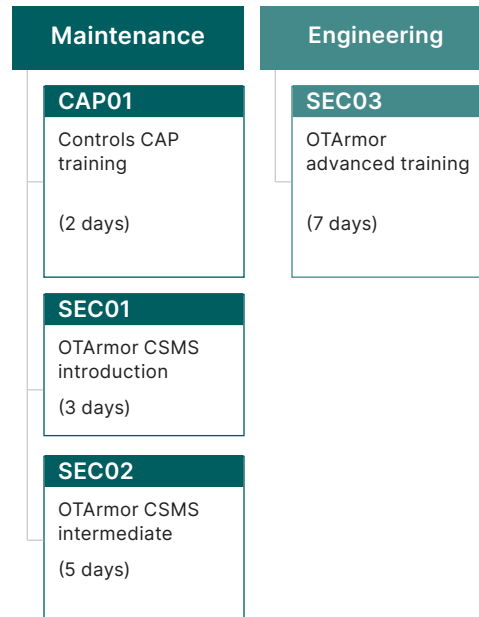 Maintenance
CAP01
Controls CAP
training
(2 days)
SEC01
OTArmor CSMS
introduction
(3 days)
SEC02
OTArmor CSMS
intermediate
(5 days)
Engineering
SEC03
OTArmor
advanced training
(7 days)